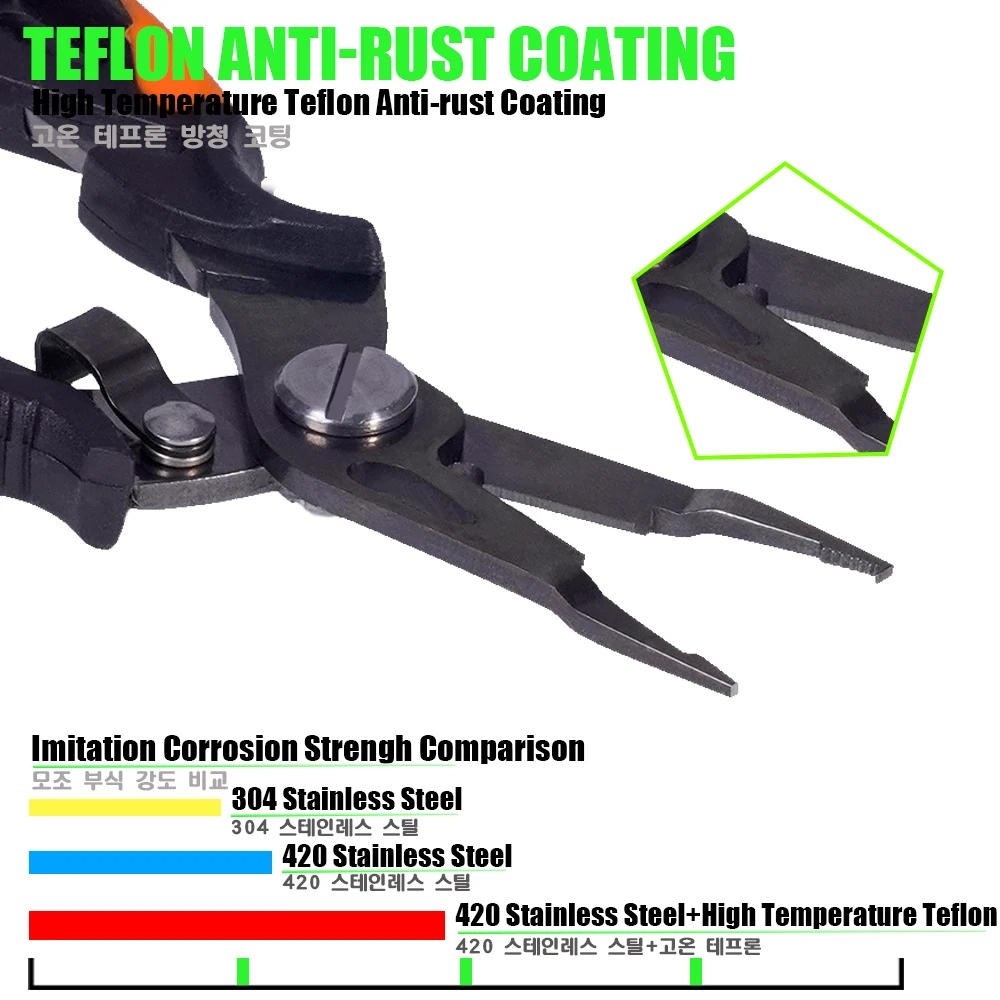 TEFLON ANTI-RUST COATING
High Temperature Teflon Anti-rust Coating
고온 테프론 방청 코팅
Imitation Corrosion Strengh Comparison
모조 부식 강도 비교
304 Stainless Steel
304 스테인레스 스틸
420 Stainless Steel
420 스테인레스 스틸
420 Stainless Steel+High Temperature Teflon
420 스테인레스 스틸+고온 테프론